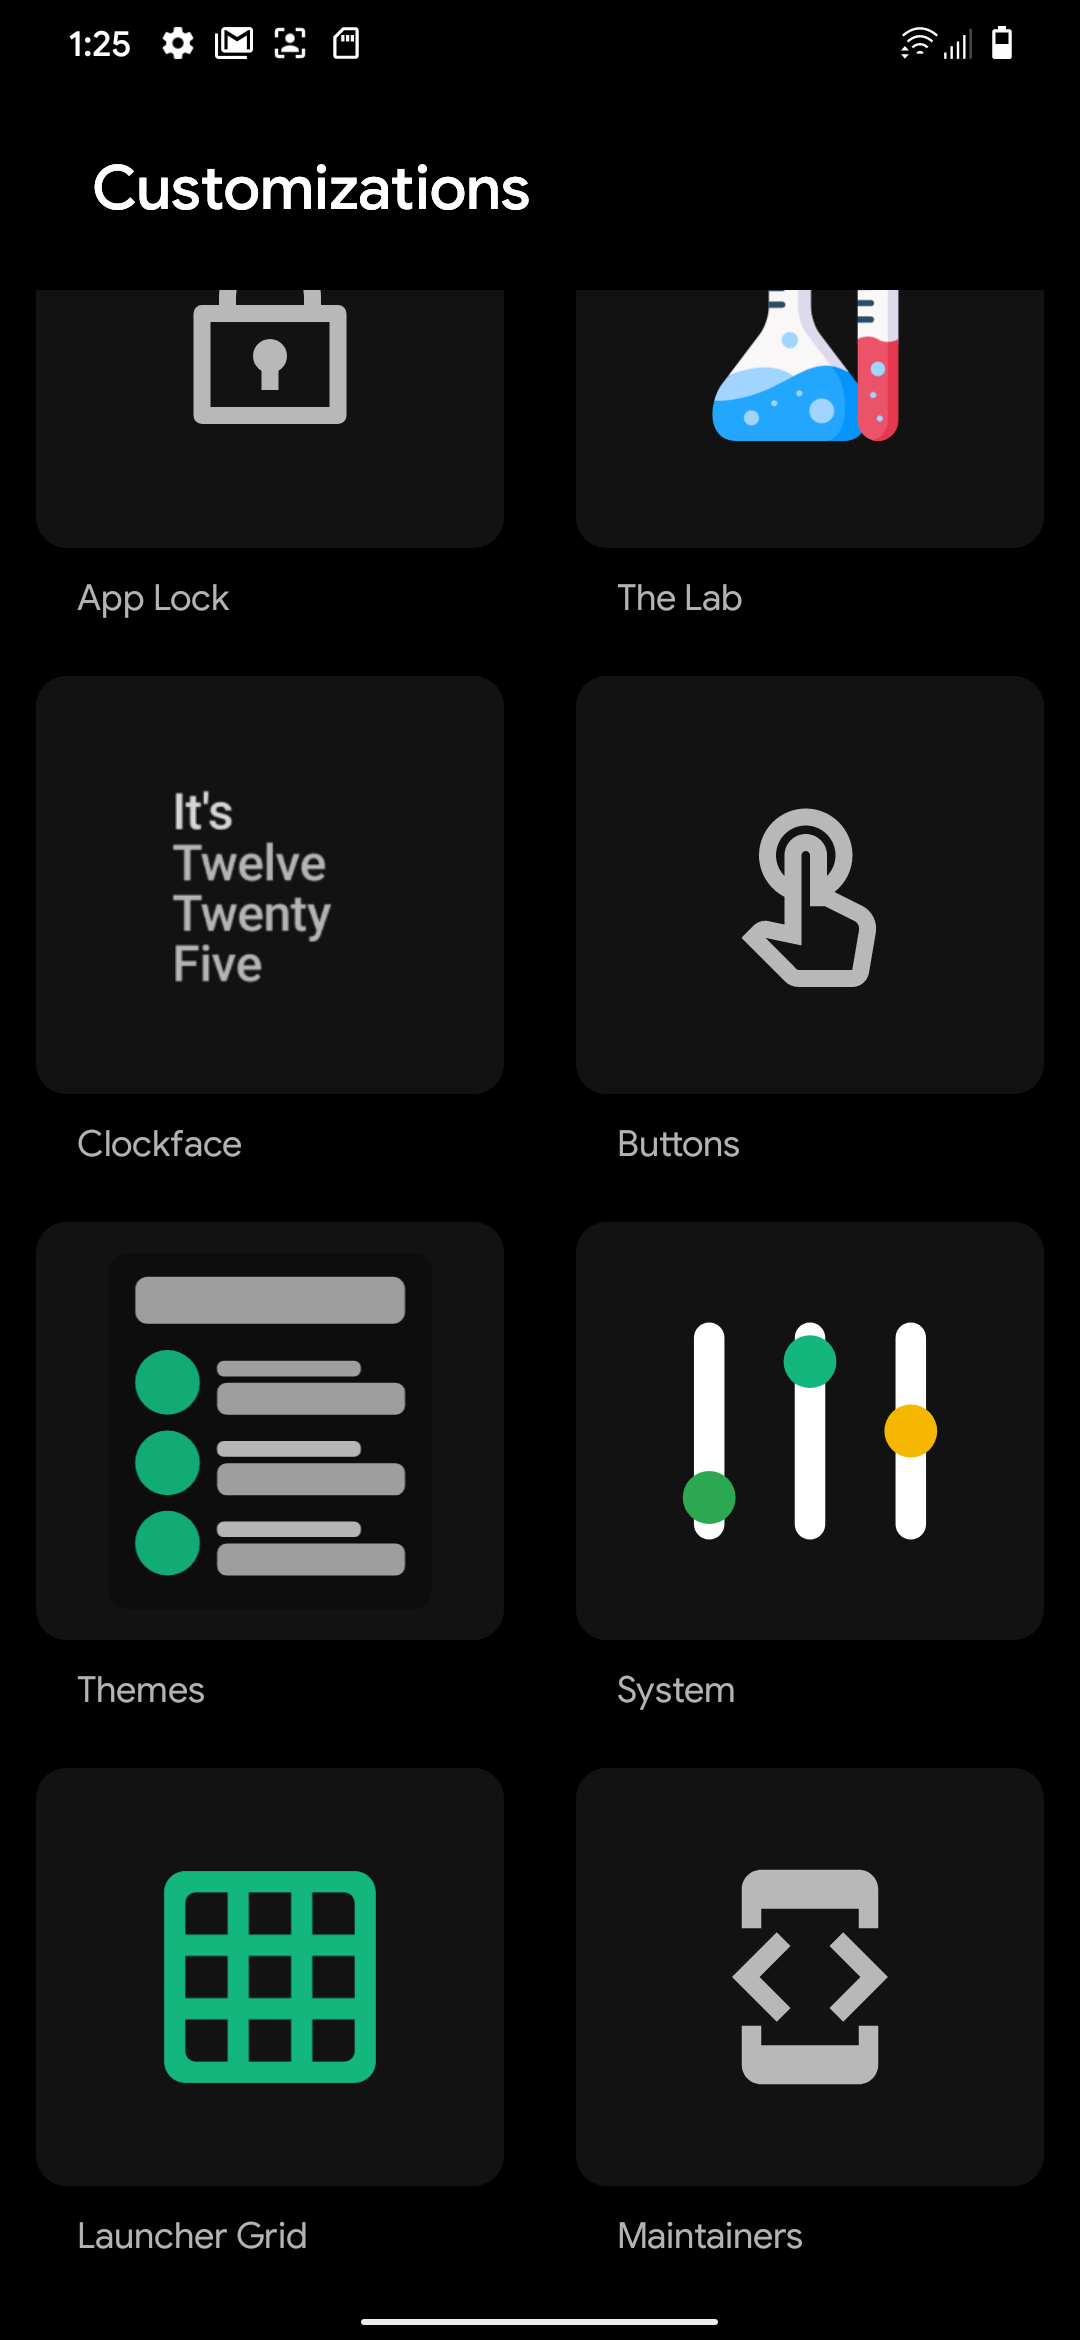 1:25
Customizations
App Lock
The Lab
It's
Twelve
Twenty
Five
Clockface
Buttons
Themes
System
Launcher Grid
Maintainers